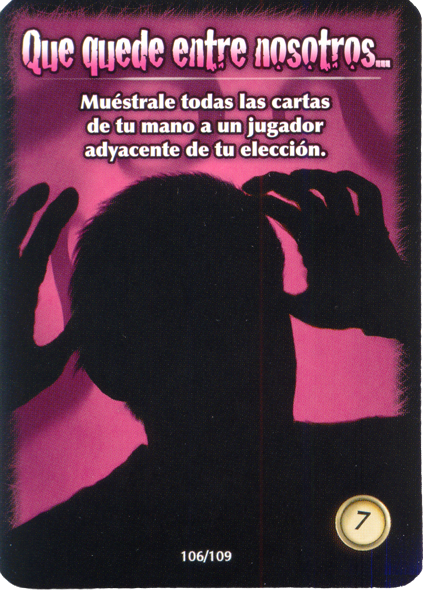 Que quede entre nosotros...
Muéstrale todas las cartas
de tu mano a un jugador
adyacente de tu elección.
7
106/109